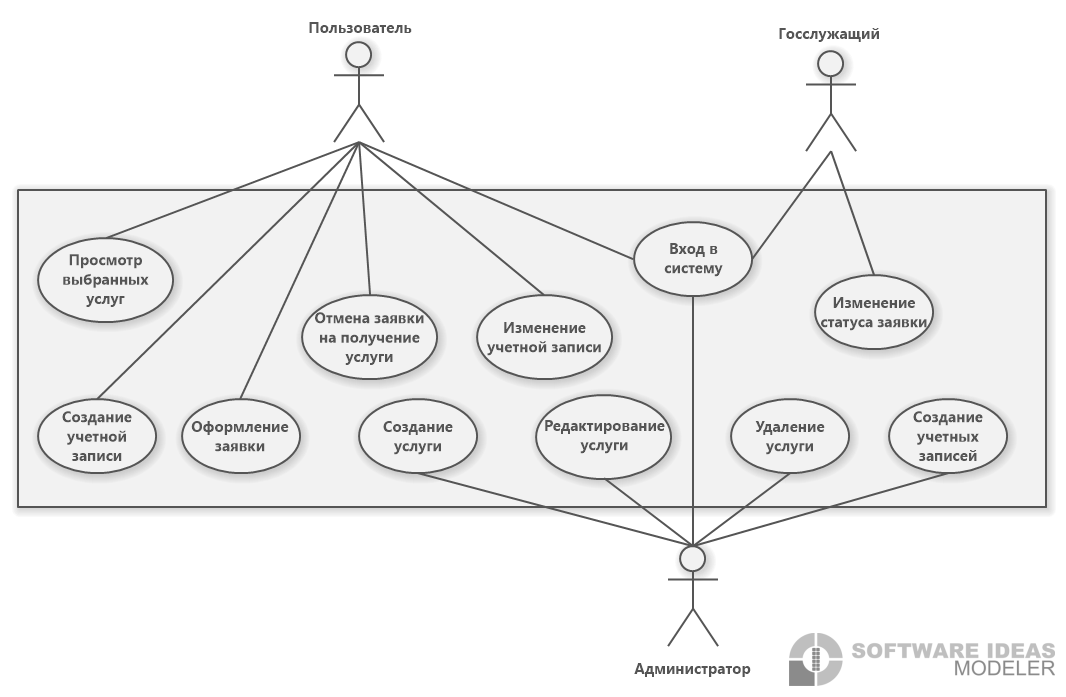 Пользователь
Госслужащий
Просмотр
выбранных
услуг
Вход в
систему
Отмена заявки
на получение
услуги
Изменение
учетной записи
Изменение
статуса заявки
Создание
учетной
записи
Оформление
заявки
Создание
услуги
Редактирование
услуги
Удаление
услуги
Создание
учетных
записей
Администратор
SOFTWARE IDEAS
MODELER